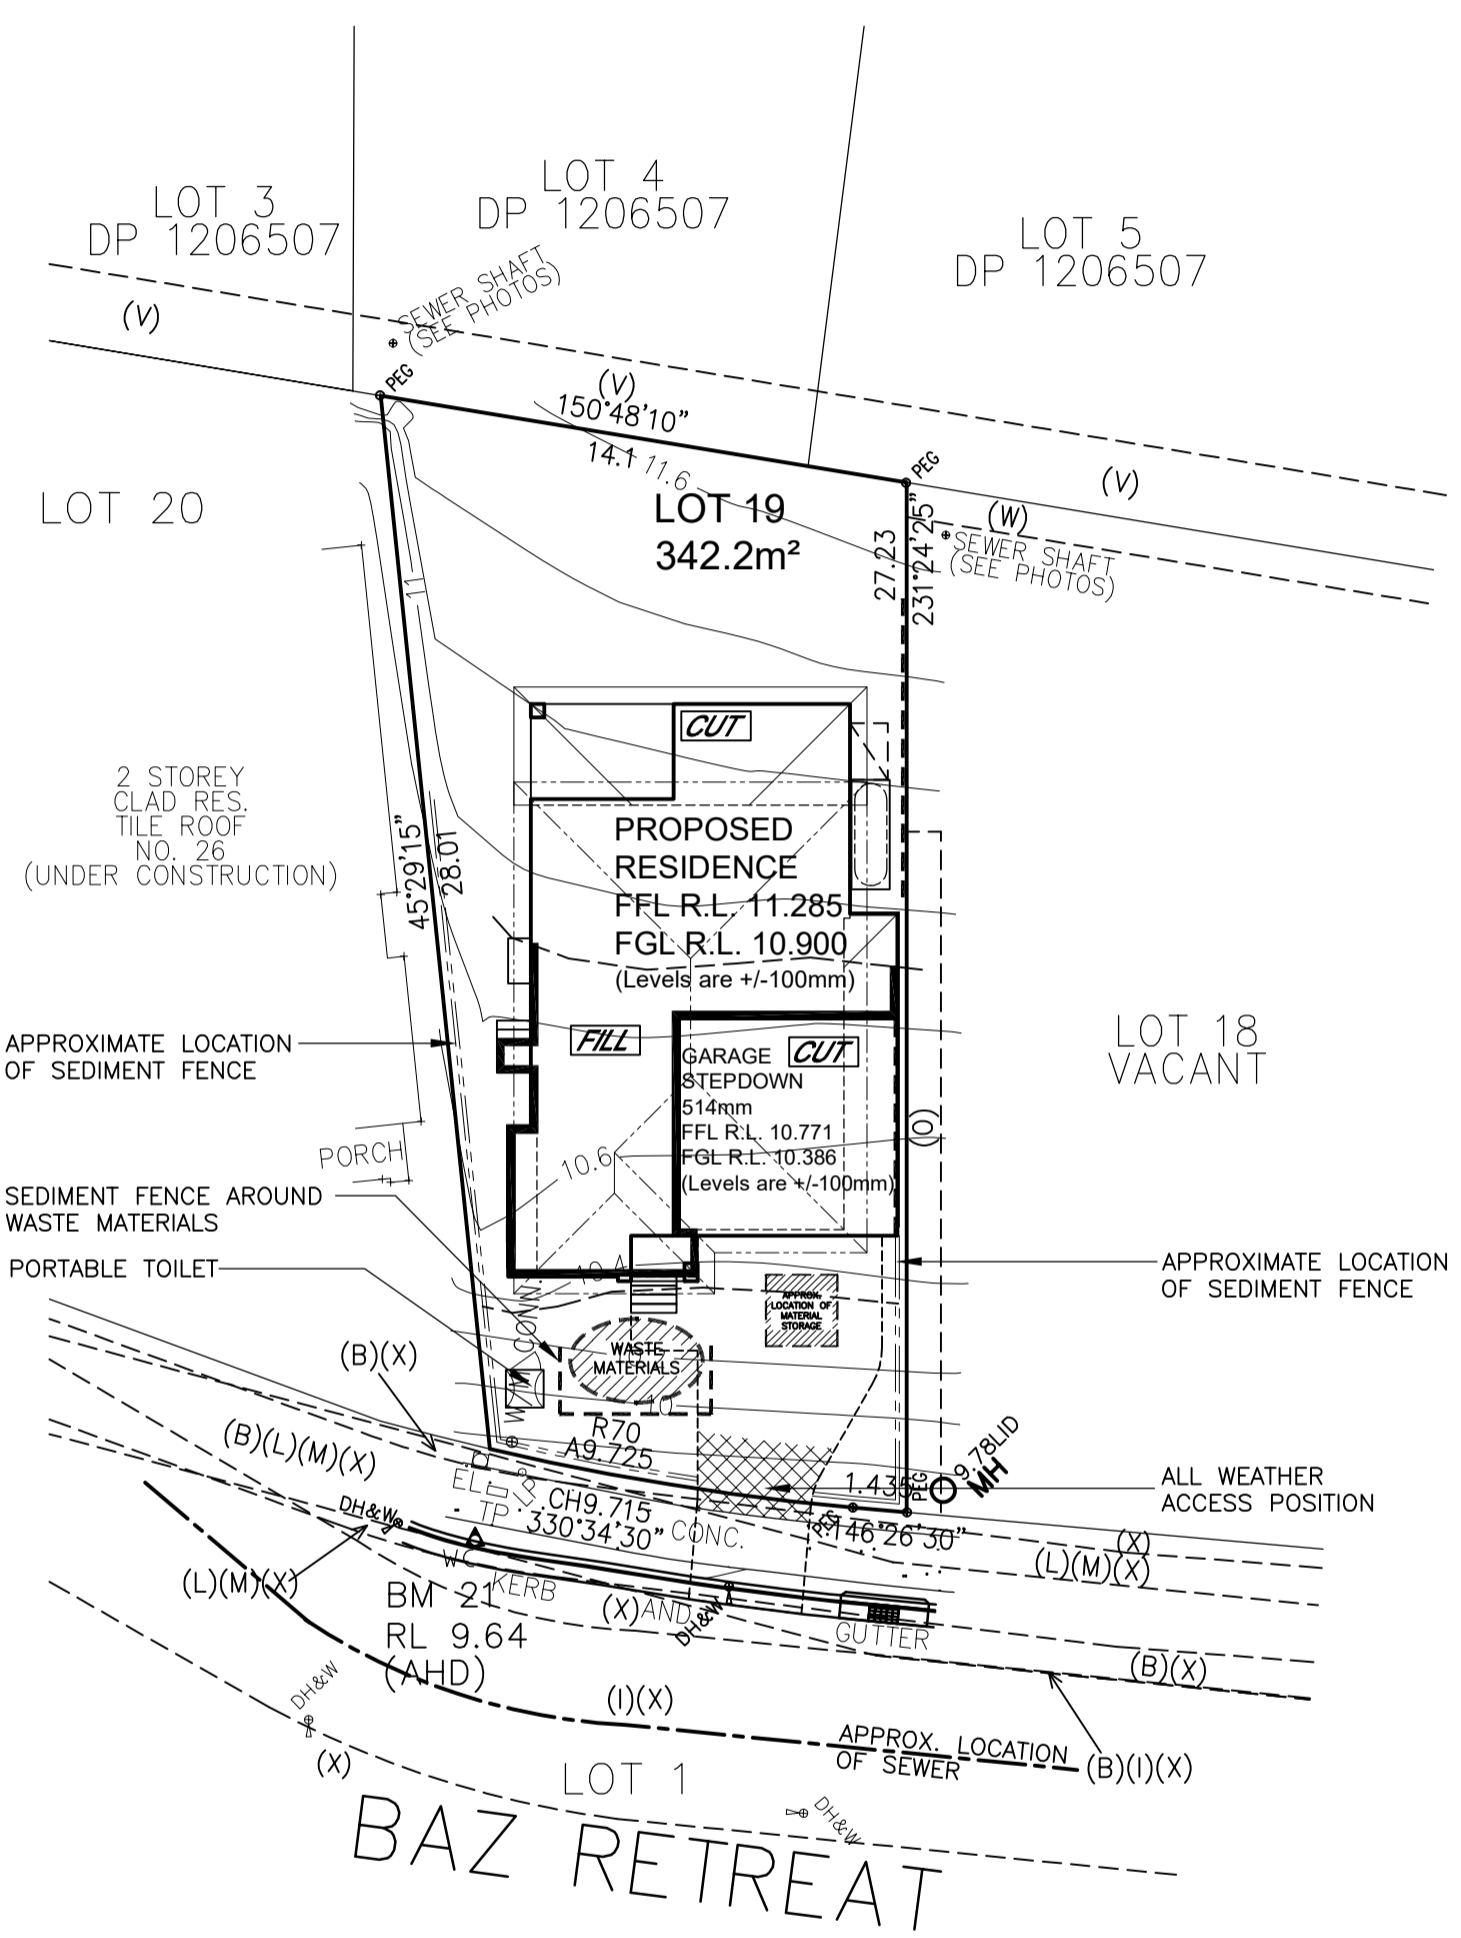 LOT 3
DP 1206507
LOT 4
DP 1206507
LOT 5
DP 1206507
SEWER SHAFT
(SEE PHOTOS)
(V)
PEG
(V)
150°48'10"
14.1
11.6
PEG
(V)
LOT 20
LOT 19
342.2m²
27.23
231°24'25"
(W)
SEWER SHAFT
(SEE PHOTOS)
11
CUT
2 STOREY
CLAD RES.
TILE ROOF
NO. 26
(UNDER CONSTRUCTION)
45°29'15"
28.01
PROPOSED
RESIDENCE
FFL R.L. 11.285
FGL R.L. 10.900
(Levels are +/-100mm)
APPROXIMATE LOCATION
OF SEDIMENT FENCE
FILL
GARAGE
STEPDOWN
514mm
FFL R.L. 10.771
FGL R.L. 10.386
(Levels are +/-100mm)
CUT
LOT 18
VACANT
(O)
PORCH
10.6
SEDIMENT FENCE AROUND
WASTE MATERIALS
PORTABLE TOILET
10.4
APPROXIMATE LOCATION
OF SEDIMENT FENCE
APPROX.
LOCATION OF
MATERIAL
STORAGE
WASTE
MATERIALS
10
(B)(X)
(B)(L)(M)(X)
R70
A9.725
1.435
PEG
9.78LID
MH
ALL WEATHER
ACCESS POSITION
EL
LP
TP
CH9.715
330°34'30"
CONC.
PEG
146°26'30"
(X)
(L)(M)(X)
DH&W
(L)(M)(X)
KERB
AND
GUTTER
(X)
DH&W
BM 21
RL 9.64
(AHD)
(B)(X)
DH&W
(X)
(I)(X)
APPROX. LOCATION
OF SEWER
(B)(I)(X)
LOT 1
DH&W
BAZ RETREAT